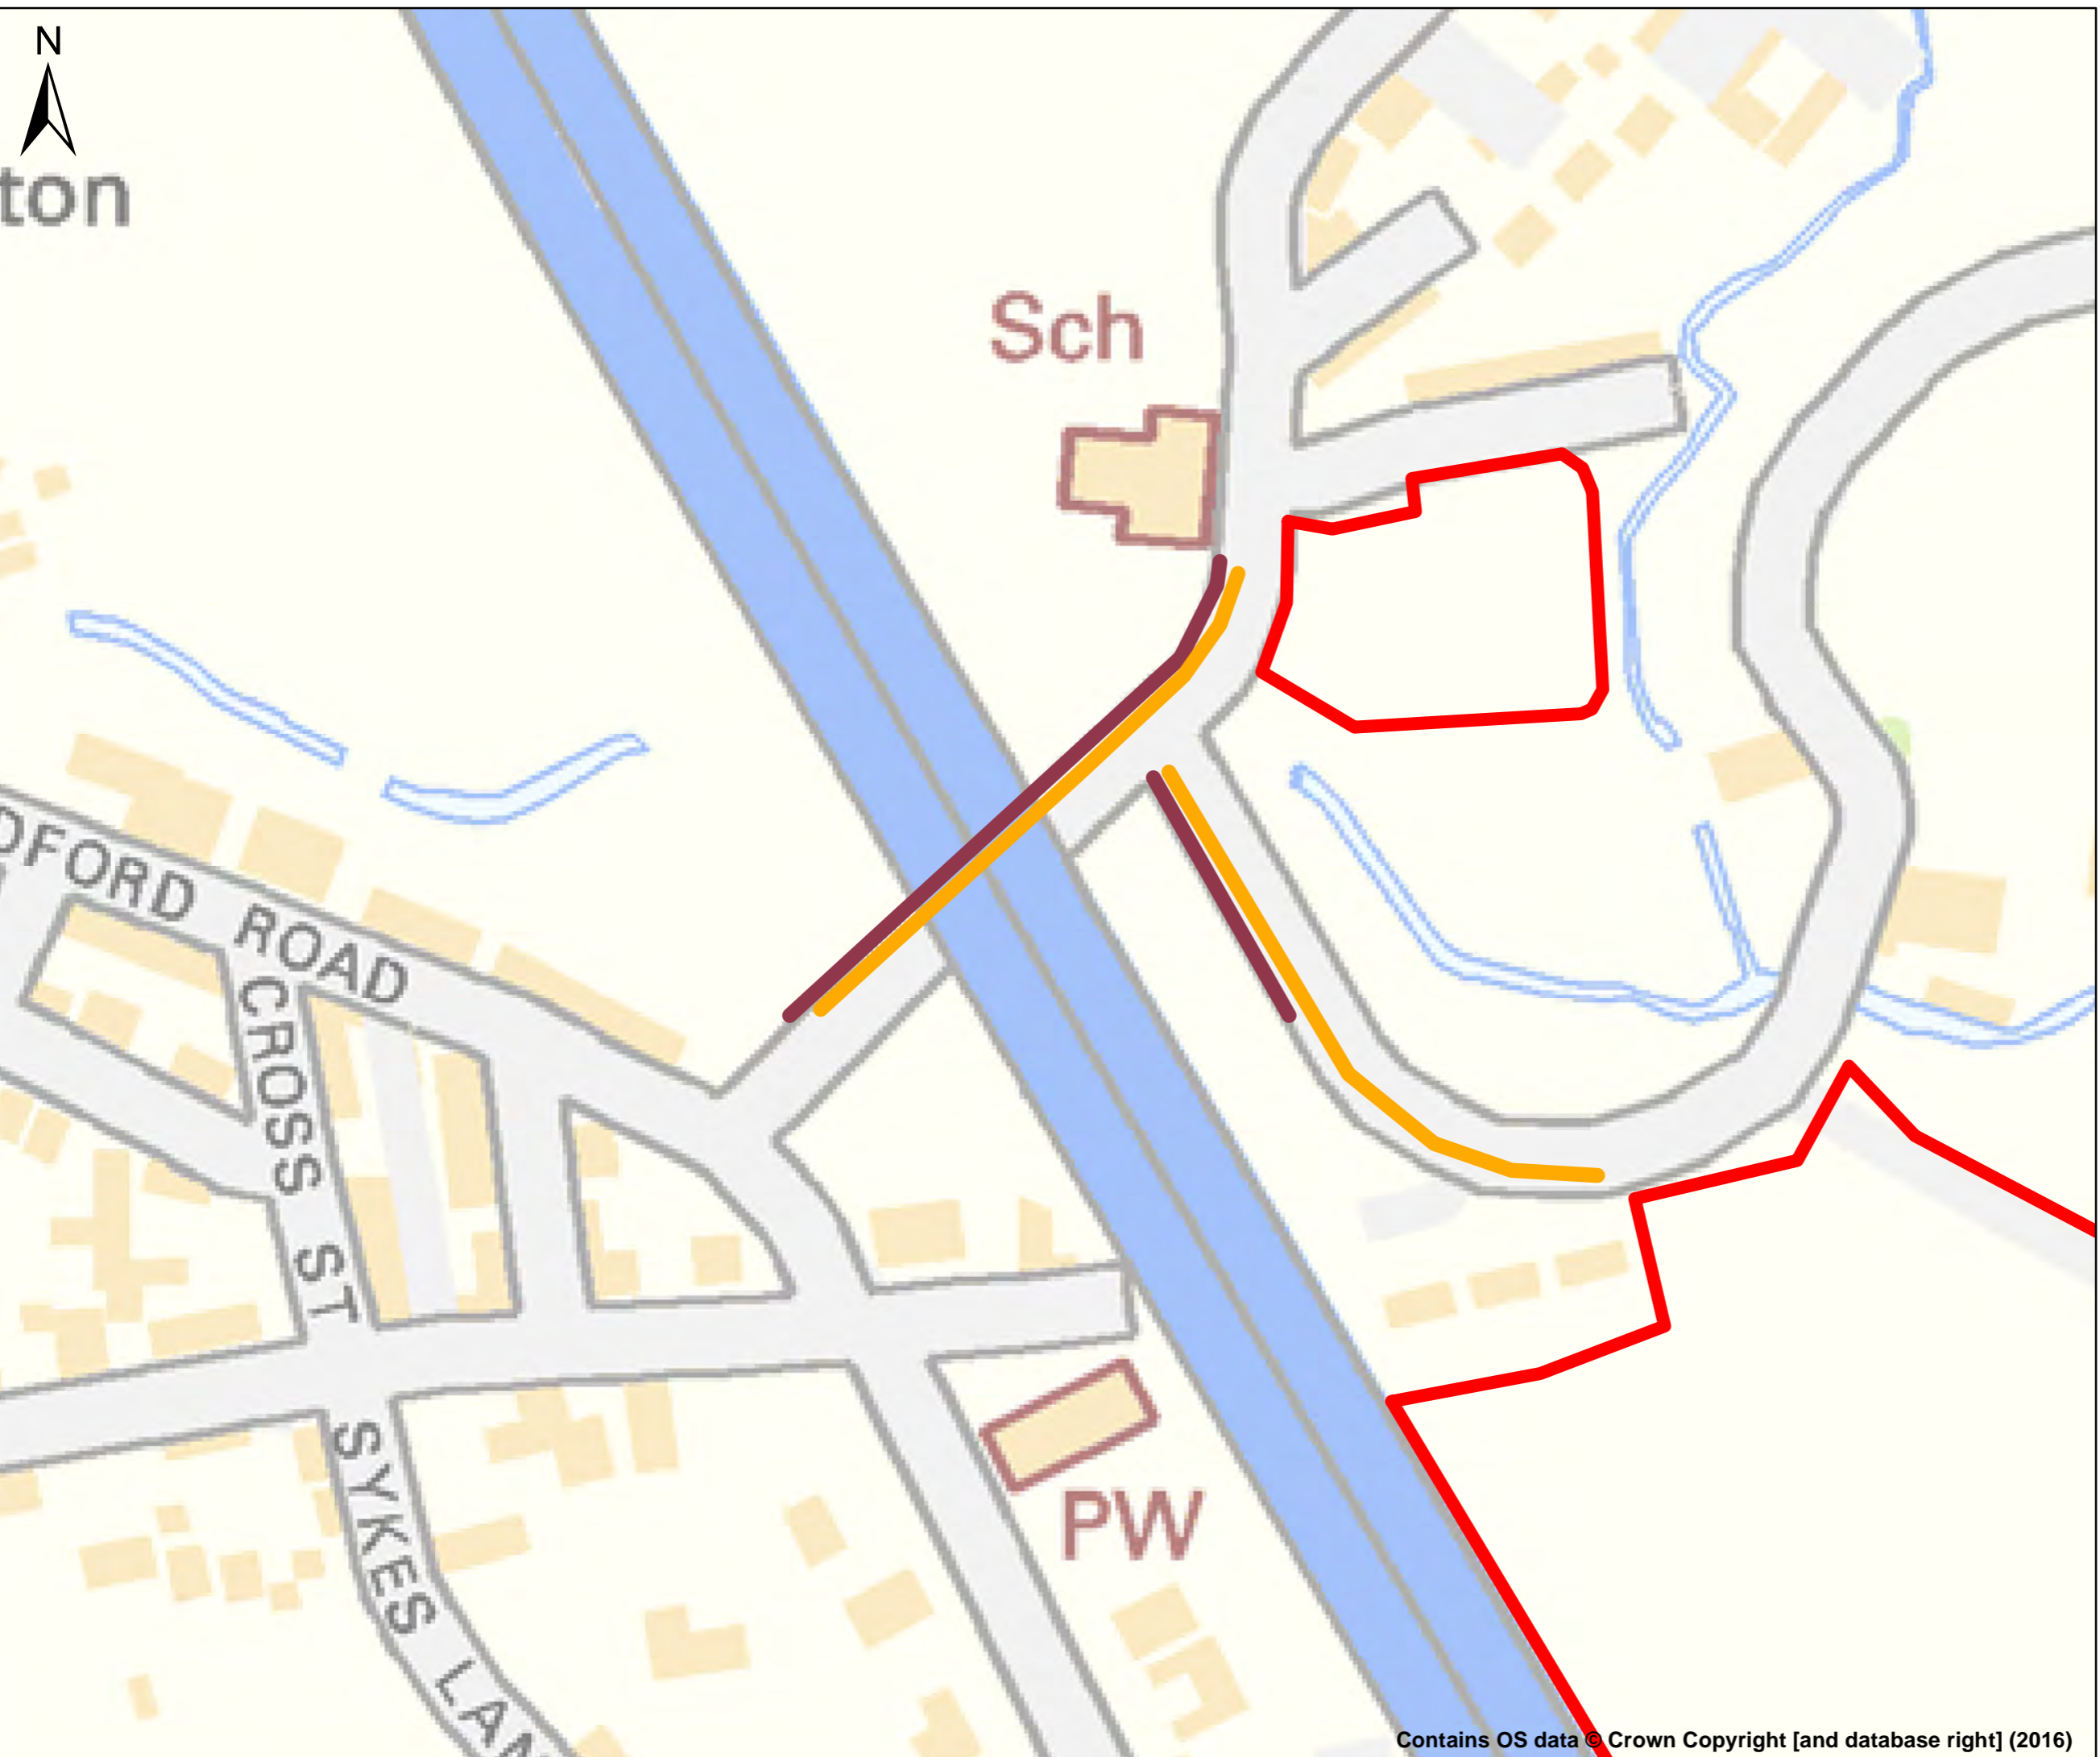 N
ton
Sch
DFORD ROAD
CROSS ST
PW
SYKES LAN
Contains OS data © Crown Copyright [and database right] (2016)